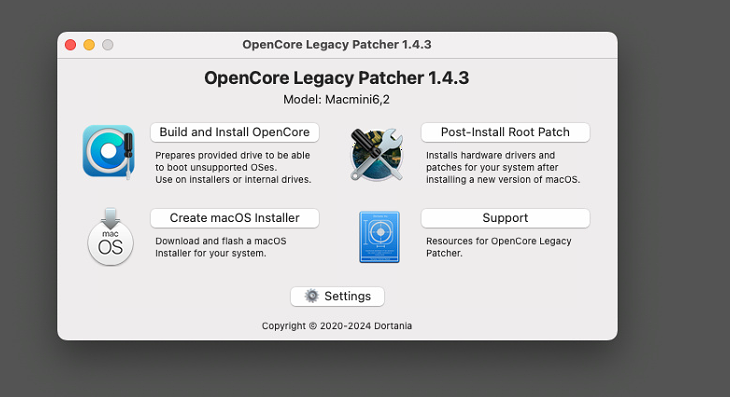 OpenCore Legacy Patcher 1.4.3
OpenCore Legacy Patcher 1.4.3
Model: Macmini6,2
Build and Install OpenCore
Prepares provided drive to be able
to boot unsupported OSes.
Use on installers or internal drives.
Post-Install Root Patch
Installs hardware drivers and
patches for your system after
installing a new version of macOS.
mac
OS
Create macOS Installer
Download and flash a macOS
Installer for your system.
Support
Resources for OpenCore Legacy
Patcher.
Settings
Copyright © 2020-2024 Dortania